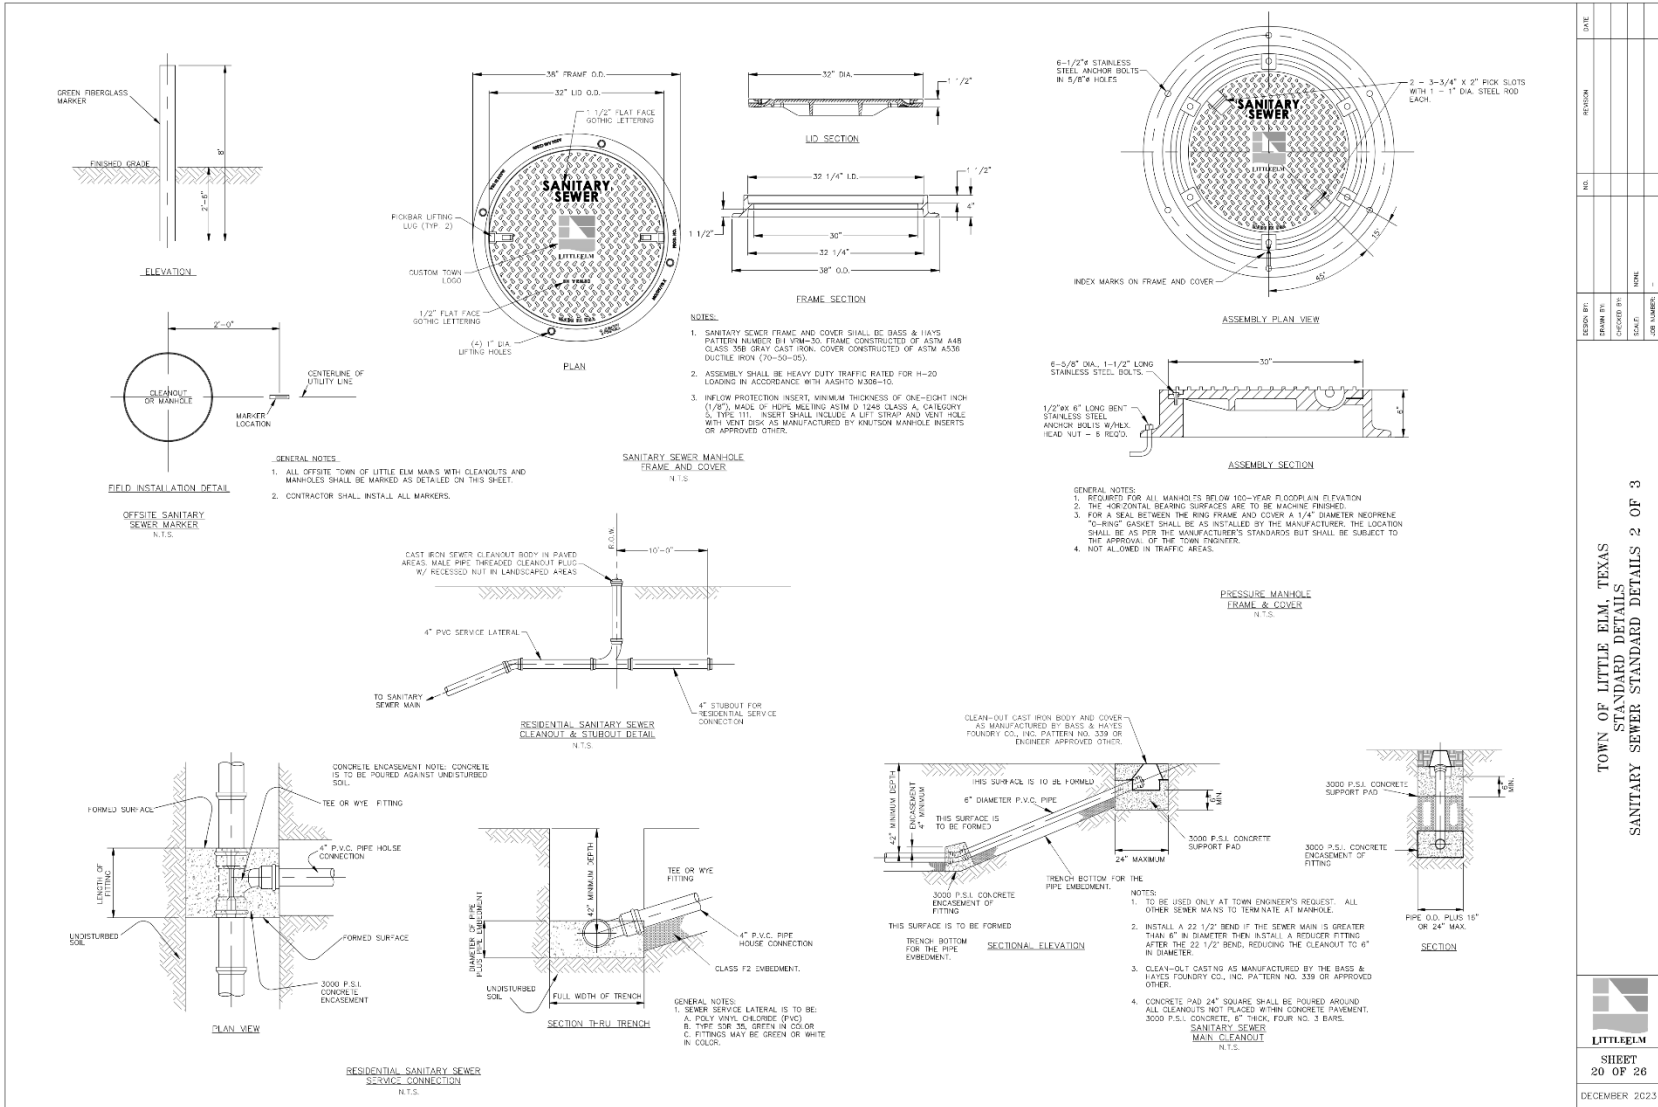 GREEN FIBERGLASS
MARKER
FINISHED GRADE
8'
2'-6"
ELEVATION
2'-0"
CLEANOUT
OR MANHOLE
CENTERLINE OF
UTILITY LINE
MARKER
LOCATION
FIELD INSTALLATION DETAIL
GENERAL NOTES
1. ALL OFFSITE TOWN OF LITTLE ELM MAINS WITH CLEANOUTS AND
MANHOLES SHALL BE MARKED AS DETAILED ON THIS SHEET.
2. CONTRACTOR SHALL INSTALL ALL MARKERS.
OFFSITE SANITARY
SEWER MARKER
N.T.S.
38" FRAME O.D.
32" LID O.D.
1 1/2" FLAT FACE
GOTHIC LETTERING
SANITARY
SEWER
LITTLEELM
MADE IN USA
PICKBAR LIFTING
LUG (TYP 2)
CUSTOM TOWN
LOGO
1/2" FLAT FACE
GOTHIC LETTERING
(4) 1" DIA.
LIFTING HOLES
PLAN
32" DIA.
1 1/2"
LID SECTION
32 1/4" I.D.
1 1/2"
4"
1 1/2"
30"
32 1/4"
38" O.D.
FRAME SECTION
NOTES:
1. SANITARY SEWER FRAME AND COVER SHALL BE BASS & HAYS
PATTERN NUMBER BH VRM-30. FRAME CONSTRUCTED OF ASTM A48
CLASS 35B GRAY CAST IRON. COVER CONSTRUCTED OF ASTM A536
DUCTILE IRON (70-50-05).
2. ASSEMBLY SHALL BE HEAVY DUTY TRAFFIC RATED FOR H-20
LOADING IN ACCORDANCE WITH AASHTO M306-10.
3. INFLOW PROTECTION INSERT, MINIMUM THICKNESS OF ONE-EIGHT INCH
(1/8"), MADE OF HDPE MEETING ASTM D 1248 CLASS A, CATEGORY
5, TYPE 111. INSERT SHALL INCLUDE A LIFT STRAP AND VENT HOLE
WITH VENT DISK AS MANUFACTURED BY KNUTSON MANHOLE INSERTS
OR APPROVED OTHER.
SANITARY SEWER MANHOLE
FRAME AND COVER
N.T.S
6-1/2"ø STAINLESS
STEEL ANCHOR BOLTS
IN 5/8"ø HOLES
2 - 3-3/4" X 2" PICK SLOTS
WITH 1 - 1" DIA. STEEL ROD
EACH.
SANITARY
SEWER
LITTLEELM
INDEX MARKS ON FRAME AND COVER
15°
ASSEMBLY PLAN VIEW
6-5/8" DIA., 1-1/2" LONG
STAINLESS STEEL BOLTS.
30"
1/2"øX 6" LONG BENT
STAINLESS STEEL
ANCHOR BOLTS W/HEX.
HEAD NUT - 6 REQ'D.
6"
ASSEMBLY SECTION
GENERAL NOTES:
1. REQUIRED FOR ALL MANHOLES BELOW 100-YEAR FLOODPLAIN ELEVATION
2. THE HORIZONTAL BEARING SURFACES ARE TO BE MACHINE FINISHED.
3. FOR A SEAL BETWEEN THE RING FRAME AND COVER A 1/4" DIAMETER NEOPRENE
"O-RING" GASKET SHALL BE AS INSTALLED BY THE MANUFACTURER. THE LOCATION
SHALL BE AS PER THE MANUFACTURER'S STANDARDS BUT SHALL BE SUBJECT TO
THE APPROVAL OF THE TOWN ENGINEER.
4. NOT ALLOWED IN TRAFFIC AREAS.
PRESSURE MANHOLE
FRAME & COVER
N.T.S.
R.O.W.
10'-0"
CAST IRON SEWER CLEANOUT BODY IN PAVED
AREAS. MALE PIPE THREADED CLEANOUT PLUG
W/ RECESSED NUT IN LANDSCAPED AREAS
4" PVC SERVICE LATERAL
TO SANITARY
SEWER MAIN
4" STUBOUT FOR
RESIDENTIAL SERVICE
CONNECTION
RESIDENTIAL SANITARY SEWER
CLEANOUT & STUBOUT DETAIL
N.T.S.
CONCRETE ENCASEMENT NOTE: CONCRETE
IS TO BE POURED AGAINST UNDISTURBED
SOIL.
FORMED SURFACE
TEE OR WYE FITTING
4" P.V.C. PIPE HOUSE
CONNECTION
LENGTH OF
FITTING
UNDISTURBED
SOIL
FORMED SURFACE
3000 P.S.I.
CONCRETE
ENCASEMENT
PLAN VIEW
42" MINIMUM DEPTH
DIAMETER OF PIPE
PLUS PIPE EMBEDMENT
TEE OR WYE
FITTING
4" P.V.C. PIPE
HOUSE CONNECTION
CLASS F2 EMBEDMENT.
UNDISTURBED
SOIL
FULL WIDTH OF TRENCH
SECTION THRU TRENCH
GENERAL NOTES:
1. SEWER SERVICE LATERAL IS TO BE:
A. POLY VINYL CHLORIDE (PVC)
B. TYPE SDR 35, GREEN IN COLOR
C. FITTINGS MAY BE GREEN OR WHITE
IN COLOR.
RESIDENTIAL SANITARY SEWER
SERVICE CONNECTION
N.T.S.
CLEAN-OUT CAST IRON BODY AND COVER
AS MANUFACTURED BY BASS & HAYES
FOUNDRY CO., INC. PATTERN NO. 339 OR
ENGINEER APPROVED OTHER.
42" MINIMUM DEPTH
ENCASEMENT
4" MINIMUM
THIS SURFACE IS TO BE FORMED
6" DIAMETER P.V.C. PIPE
THIS SURFACE IS
TO BE FORMED
6" MIN.
3000 P.S.I. CONCRETE
SUPPORT PAD
24" MAXIMUM
TRENCH BOTTOM FOR THE
PIPE EMBEDMENT.
3000 P.S.I. CONCRETE
ENCASEMENT OF
FITTING
THIS SURFACE IS TO BE FORMED
TRENCH BOTTOM
FOR THE PIPE
EMBEDMENT.
SECTIONAL ELEVATION
3000 P.S.I. CONCRETE
SUPPORT PAD
6" MIN.
3000 P.S.I. CONCRETE
ENCASEMENT OF
FITTING
PIPE O.D. PLUS 16"
OR 24" MAX.
SECTION
NOTES:
1. TO BE USED ONLY AT TOWN ENGINEER'S REQUEST. ALL
OTHER SEWER MAINS TO TERMINATE AT MANHOLE.
2. INSTALL A 22 1/2° BEND IF THE SEWER MAIN IS GREATER
THAN 6" IN DIAMETER THEN INSTALL A REDUCER FITTING
AFTER THE 22 1/2° BEND, REDUCING THE CLEANOUT TO 6"
IN DIAMETER.
3. CLEAN-OUT CASTING AS MANUFACTURED BY THE BASS &
HAYES FOUNDRY CO., INC, PATTERN NO. 339 OR APPROVED
OTHER.
4. CONCRETE PAD 24" SQUARE SHALL BE POURED AROUND
ALL CLEANOUTS NOT PLACED WITHIN CONCRETE PAVEMENT.
3000 P.S.I. CONCRETE, 6" THICK, FOUR NO. 3 BARS.
SANITARY SEWER
MAIN CLEANOUT
N.T.S.
DATE
REVISION
NO.
DESIGN BY:
DRAWN BY:
CHECKED BY:
SCALE: NONE
JOB NUMBER: -
TOWN OF LITTLE ELM, TEXAS
STANDARD DETAILS
SANITARY SEWER STANDARD DETAILS 2 OF 3
LITTLEELM
SHEET
20 OF 26
DECEMBER 2023